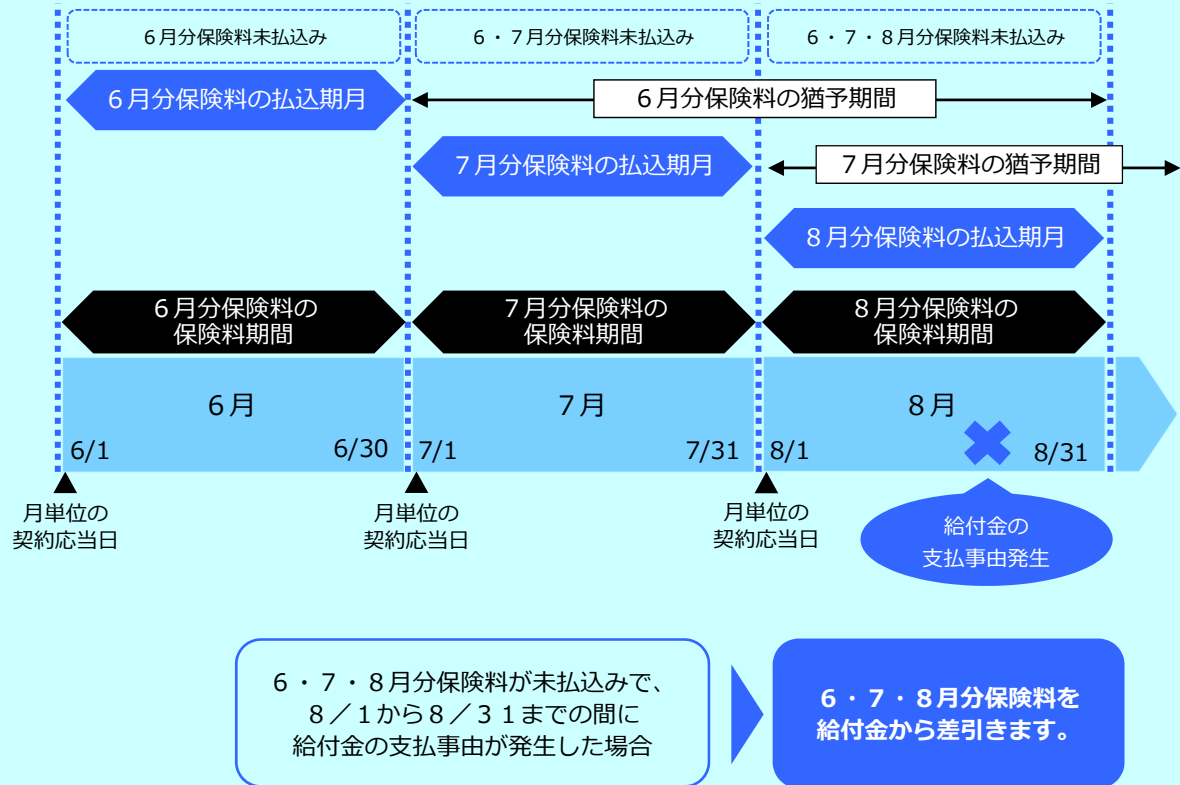 6月分保険料未払込み
6・7月分保険料未払込み
6・7・8月分保険料未払込み
6月分保険料の払込期月
6月分保険料の猶予期間
7月分保険料の払込期月
7月分保険料の猶予期間
8月分保険料の払込期月
6月分保険料の
保険料期間
7月分保険料の
保険料期間
8月分保険料の
保険料期間
6月
7月
8月
6/1
6/30
7/1
7/31
8/1
8/31
月単位の
契約応当日
月単位の
契約応当日
月単位の
契約応当日
給付金の
支払事由発生
6・7・8月分保険料が未払込みで、
8/1から8/31までの間に
給付金の支払事由が発生した場合
6・7・8月分保険料を
給付金から差引きます。